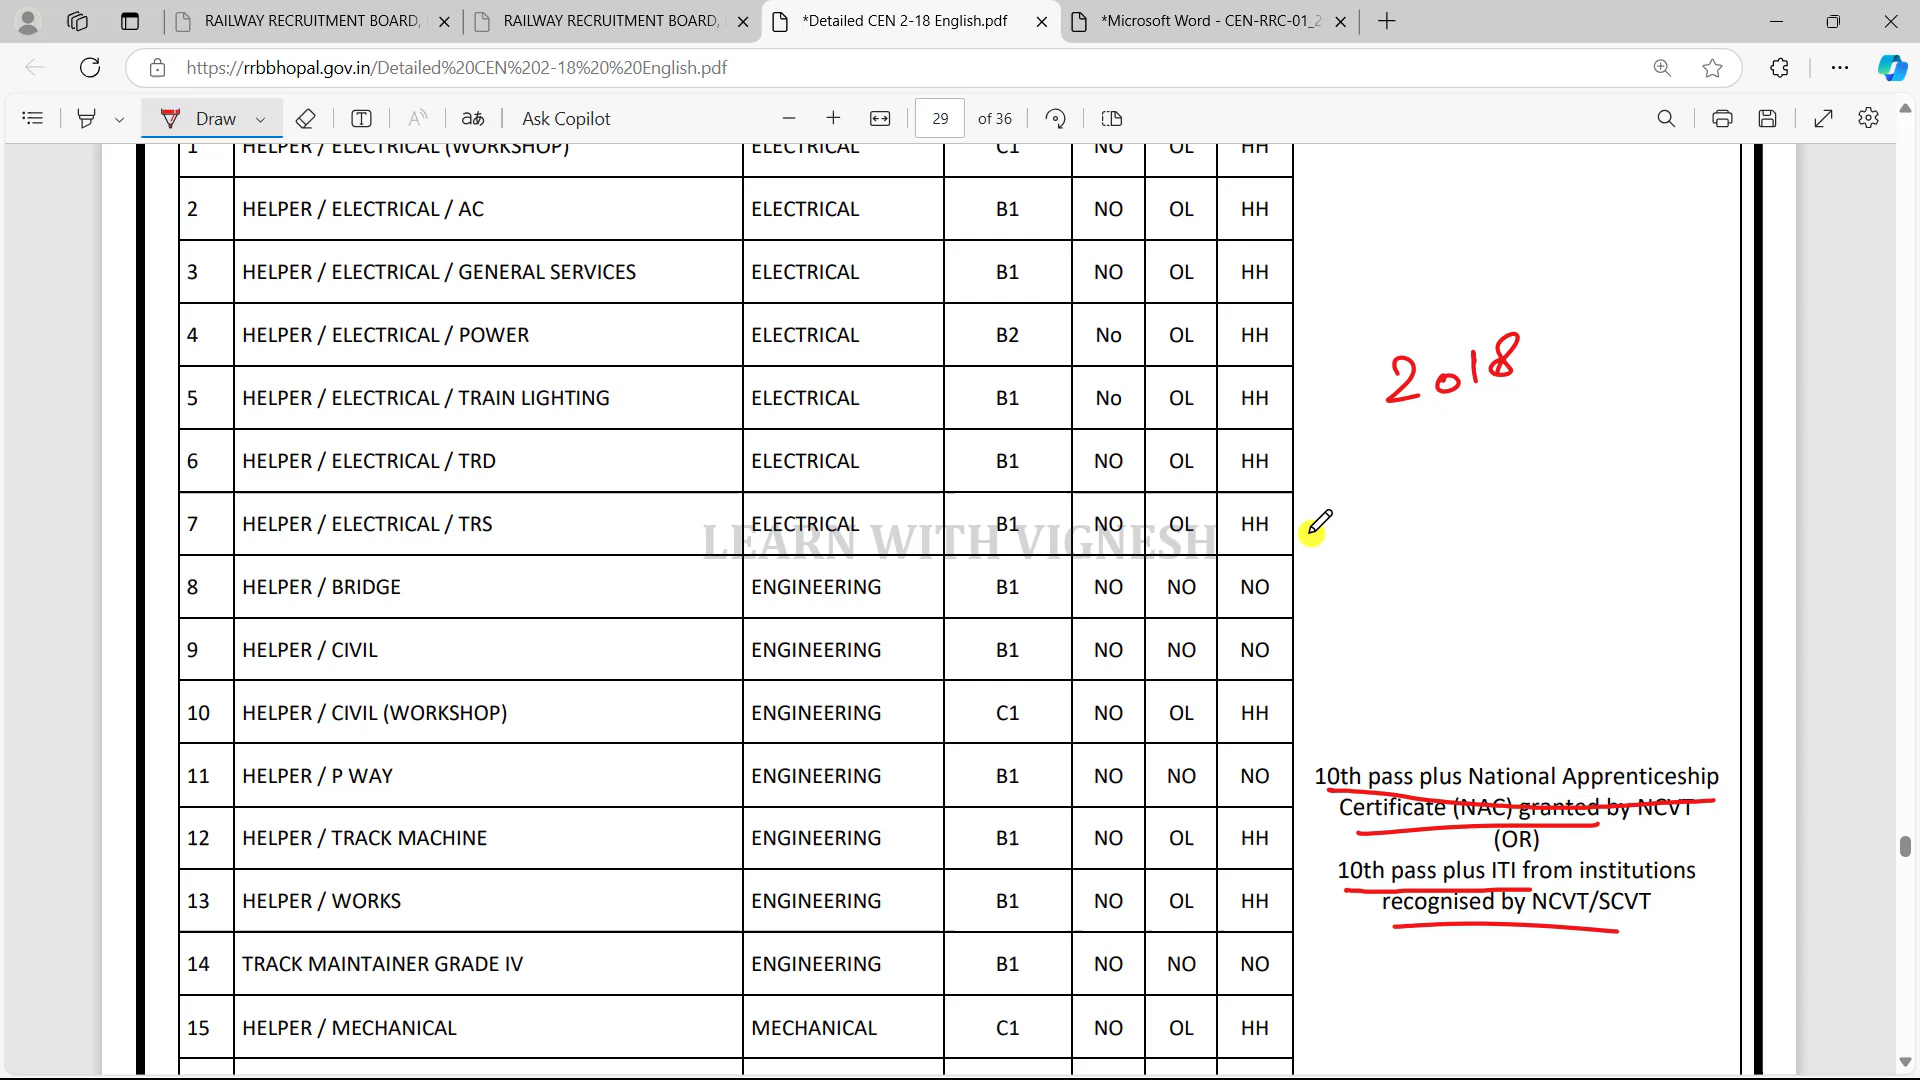 RAILWAY RECRUITMENT BOARD,
RAILWAY RECRUITMENT BOARD,
*Detailed CEN 2-18 English.pdf
*Microsoft Word - CEN-RRC-01_2
https://rrbbhopal.gov.in/Detailed%20CEN%202-18%20%20English.pdf
Draw
aあ
Ask Copilot
29 of 36
1 HELPER / ELECTRICAL (WORKSHOP) ELECTRICAL C1 NO OL HH
2 HELPER / ELECTRICAL / AC ELECTRICAL B1 NO OL HH
3 HELPER / ELECTRICAL / GENERAL SERVICES ELECTRICAL B1 NO OL HH
4 HELPER / ELECTRICAL / POWER ELECTRICAL B2 No OL HH
2018
5 HELPER / ELECTRICAL / TRAIN LIGHTING ELECTRICAL B1 No OL HH
6 HELPER / ELECTRICAL / TRD ELECTRICAL B1 NO OL HH
7 HELPER / ELECTRICAL / TRS ELECTRICAL B1 NO OL HH
LEARN WITH VIGNESH
8 HELPER / BRIDGE ENGINEERING B1 NO NO NO
9 HELPER / CIVIL ENGINEERING B1 NO NO NO
10 HELPER / CIVIL (WORKSHOP) ENGINEERING C1 NO OL HH
11 HELPER / P WAY ENGINEERING B1 NO NO NO
12 HELPER / TRACK MACHINE ENGINEERING B1 NO OL HH
13 HELPER / WORKS ENGINEERING B1 NO OL HH
14 TRACK MAINTAINER GRADE IV ENGINEERING B1 NO NO NO
15 HELPER / MECHANICAL MECHANICAL C1 NO OL HH
10th pass plus National Apprenticeship
Certificate (NAC) granted by NCVT
(OR)
10th pass plus ITI from institutions
recognised by NCVT/SCVT